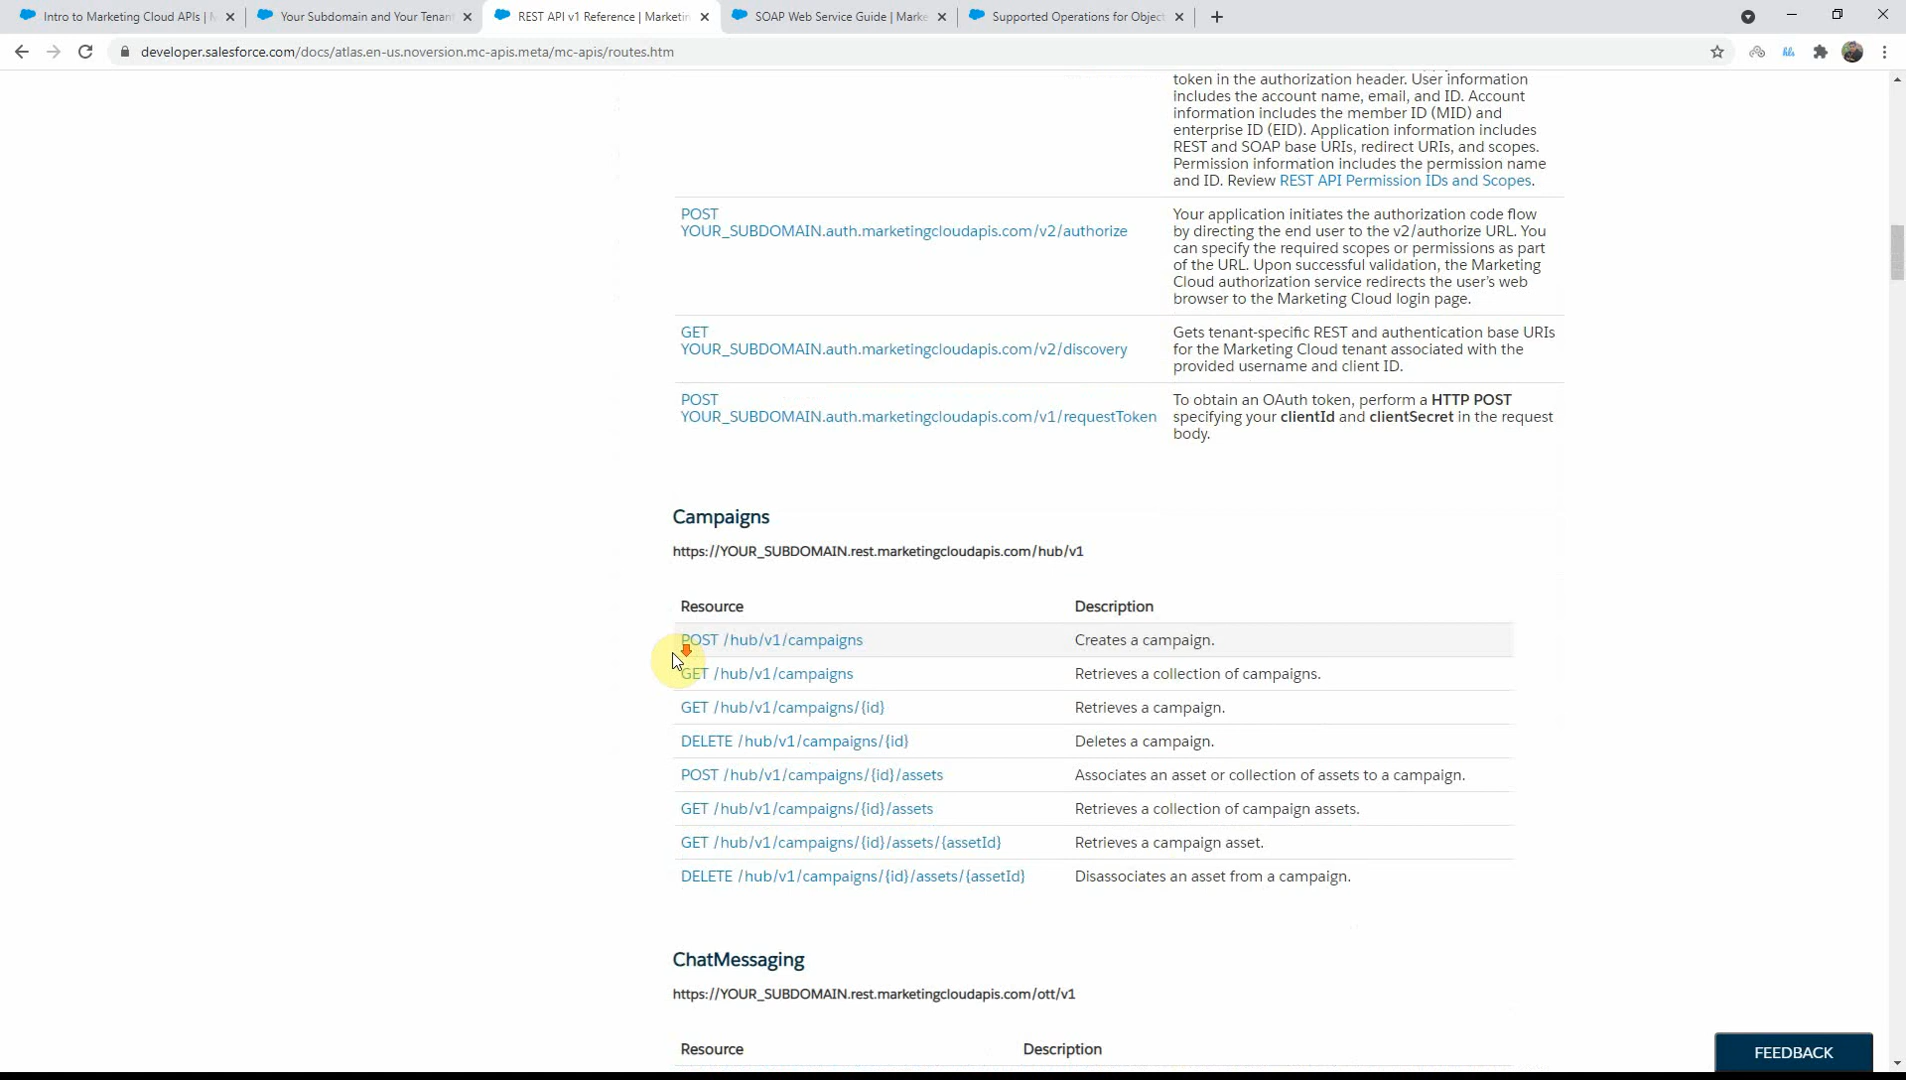 Intro to Marketing Cloud APIs |
Your Subdomain and Your Tenant
REST API v1 Reference | Marketin
SOAP Web Service Guide | Marke
Supported Operations for Object
developer.salesforce.com/docs/atlas.en-us.noversion.mc-apis.meta/mc-apis/routes.htm
token in the authorization header. User information
includes the account name, email, and ID. Account
information includes the member ID (MID) and
enterprise ID (EID). Application information includes
REST and SOAP base URIs, redirect URIs, and scopes.
Permission information includes the permission name
and ID. Review REST API Permission IDs and Scopes.
POST
YOUR_SUBDOMAIN.auth.marketingcloudapis.com/v2/authorize
Your application initiates the authorization code flow
by directing the end user to the v2/authorize URL. You
can specify the required scopes or permissions as part
of the URL. Upon successful validation, the Marketing
Cloud authorization service redirects the user's web
browser to the Marketing Cloud login page.
GET
YOUR_SUBDOMAIN.auth.marketingcloudapis.com/v2/discovery
Gets tenant-specific REST and authentication base URIs
for the Marketing Cloud tenant associated with the
provided username and client ID.
POST
YOUR_SUBDOMAIN.auth.marketingcloudapis.com/v1/requestToken
To obtain an OAuth token, perform a HTTP POST
specifying your clientId and clientSecret in the request
body.
Campaigns
https://YOUR_SUBDOMAIN.rest.marketingcloudapis.com/hub/v1
Resource Description
POST /hub/v1/campaigns Creates a campaign.
GET /hub/v1/campaigns Retrieves a collection of campaigns.
GET /hub/v1/campaigns/{id} Retrieves a campaign.
DELETE /hub/v1/campaigns/{id} Deletes a campaign.
POST /hub/v1/campaigns/{id}/assets Associates an asset or collection of assets to a campaign.
GET /hub/v1/campaigns/{id}/assets Retrieves a collection of campaign assets.
GET /hub/v1/campaigns/{id}/assets/{assetId} Retrieves a campaign asset.
DELETE /hub/v1/campaigns/{id}/assets/{assetId} Disassociates an asset from a campaign.
ChatMessaging
https://YOUR_SUBDOMAIN.rest.marketingcloudapis.com/ott/v1
Resource Description
FEEDBACK